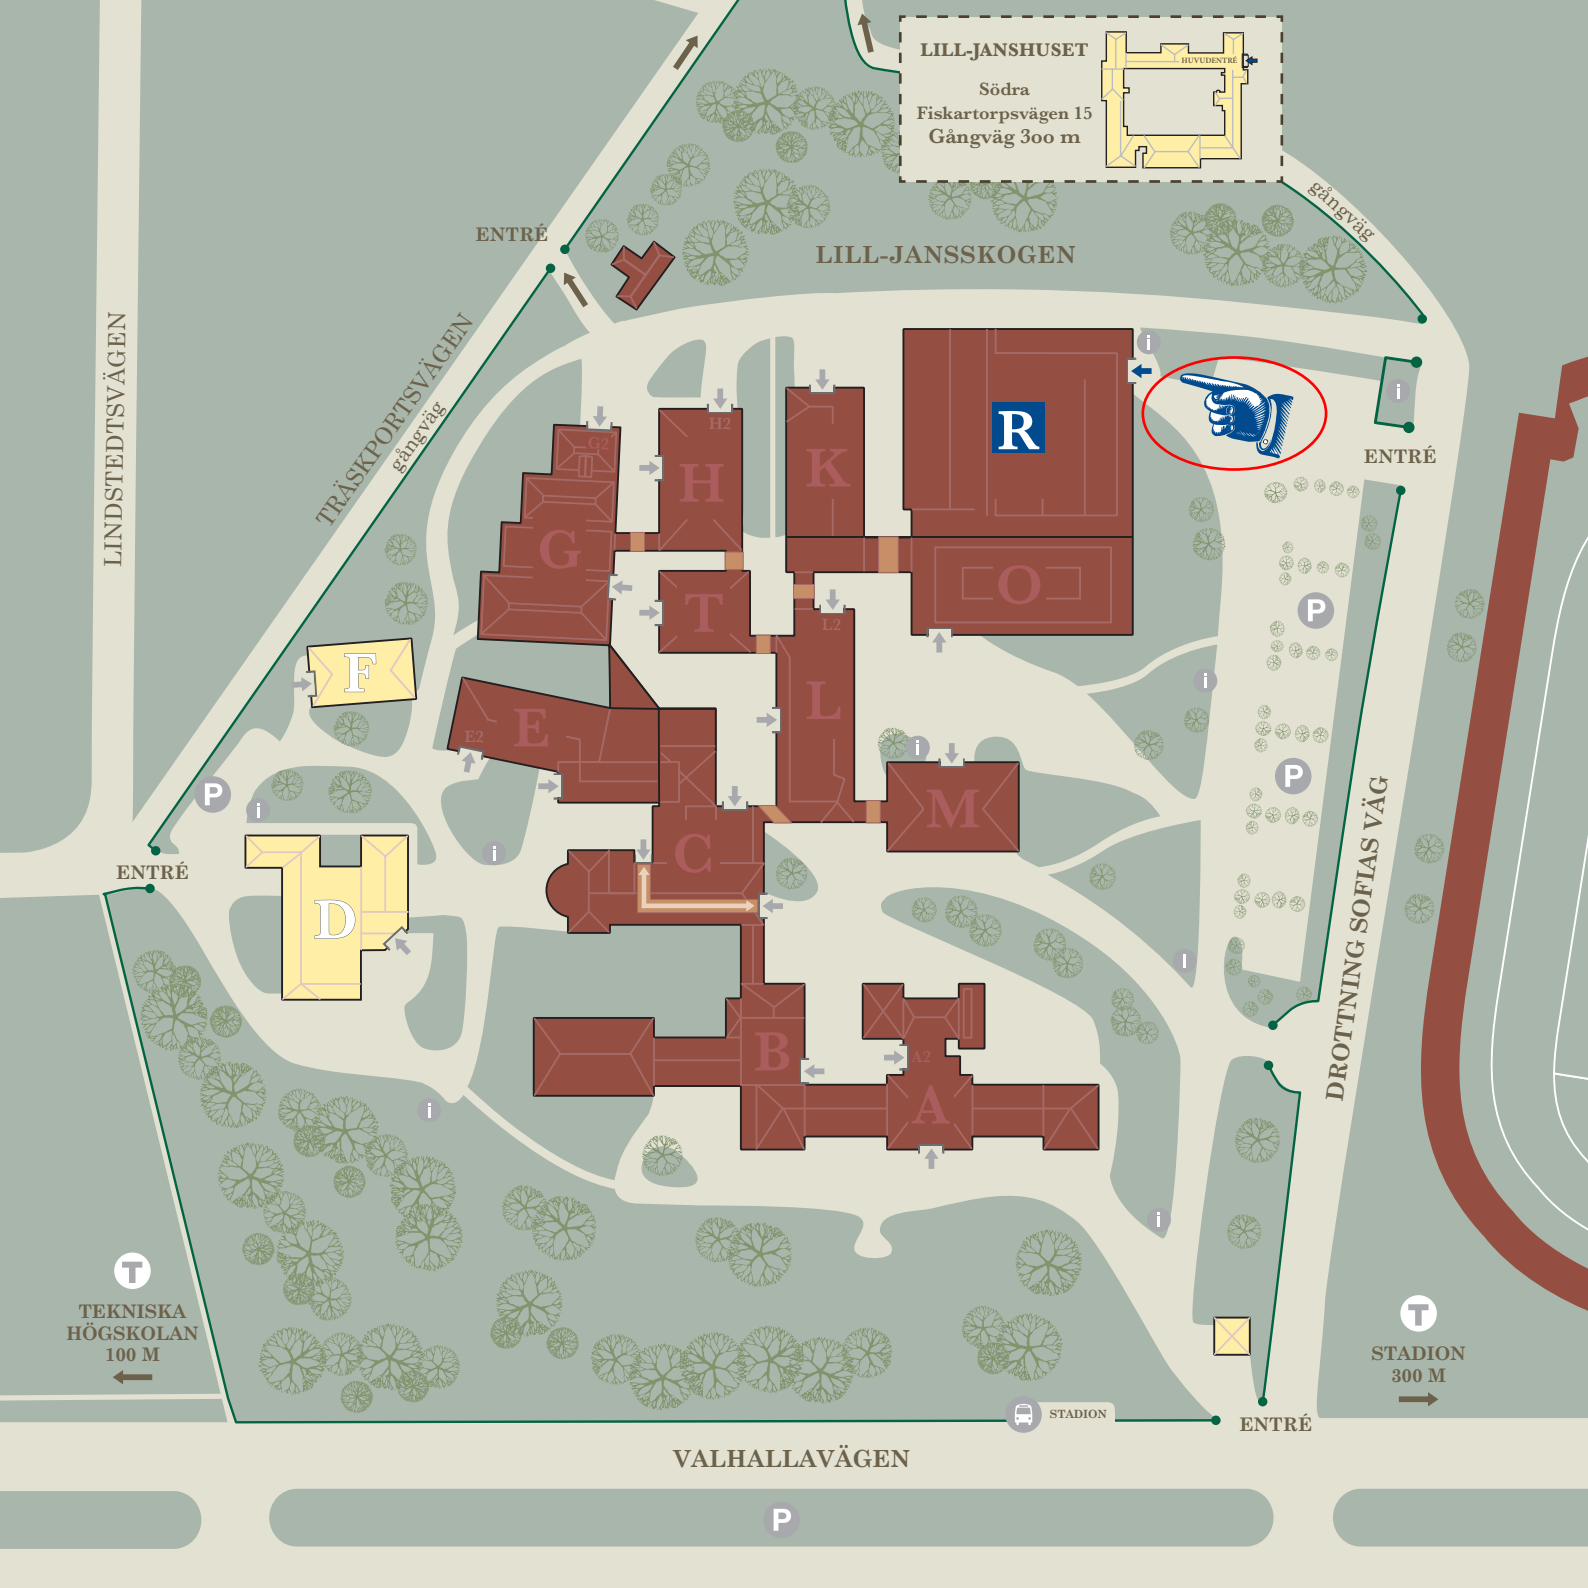 LILL-JANSHUSET
HUVUDENTRÉ
Södra
Fiskartorpsvägen 15
Gångväg 300 m
gångväg
ENTRÉ
LILL-JANSSKOGEN
LINDSTEDTSVÄGEN
TRÄSKPORTSVÄGEN
gångväg
i
R
i
ENTRÉ
H2
G2
H
K
G
T
O
L2
P
F
L
i
E
E2
i
P
P
i
M
C
i
ENTRÉ
D
i
DROTTNING SOFIAS VÄG
B
A2
A
i
i
T
TEKNISKA
HÖGSKOLAN
100 M
T
STADION
300 M
STADION
ENTRÉ
VALHALLAVÄGEN
P